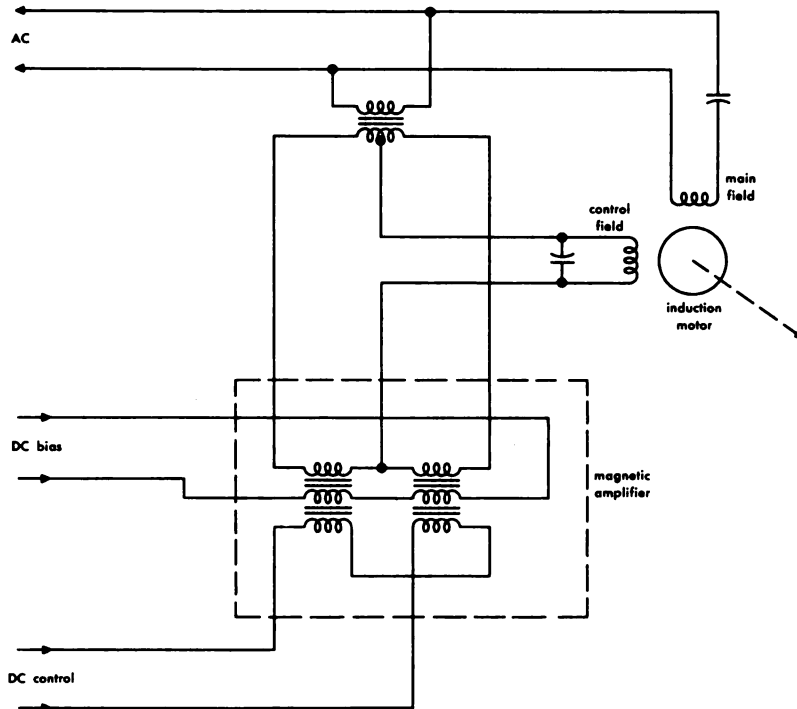 AC
main
field
control
field
induction
motor
DC bias
magnetic
amplifier
DC control